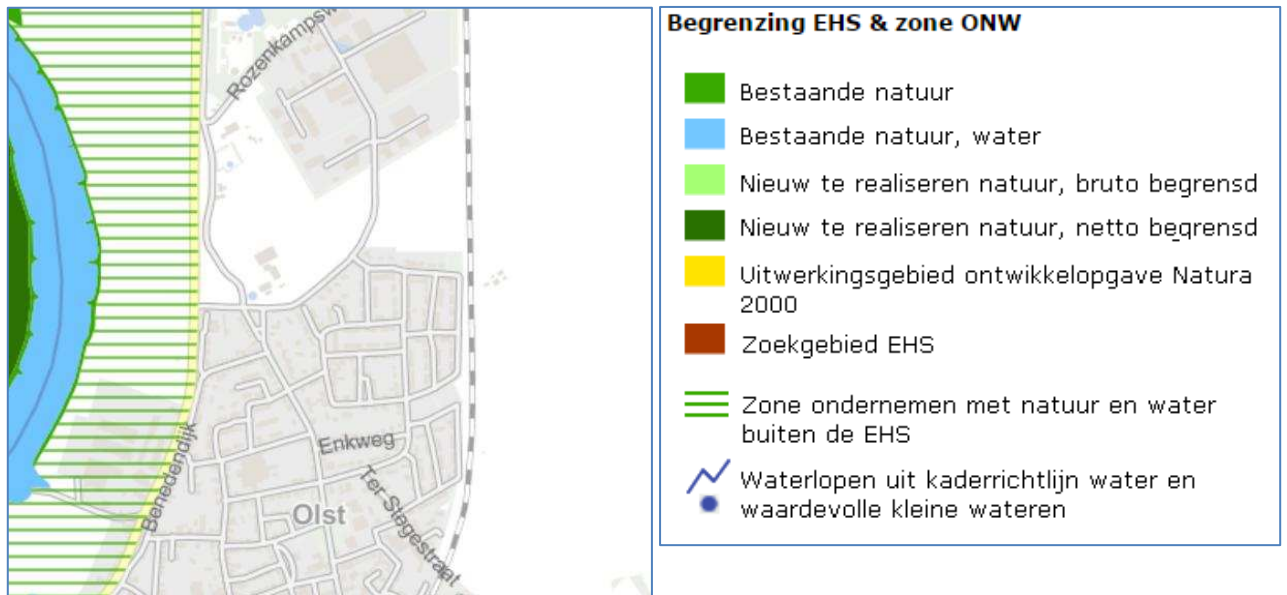 Rozenkampsw
Benedendijk
Enkweg
Ter Stegestraat
Olst
Begrenzing EHS & zone ONW
Bestaande natuur
Bestaande natuur, water
Nieuw te realiseren natuur, bruto begrensd
Nieuw te realiseren natuur, netto begrensd
Uitwerkingsgebied ontwikkelopgave Natura
2000
Zoekgebied EHS
Zone ondernemen met natuur en water
buiten de EHS
Waterlopen uit kaderrichtlijn water en
waardevolle kleine wateren